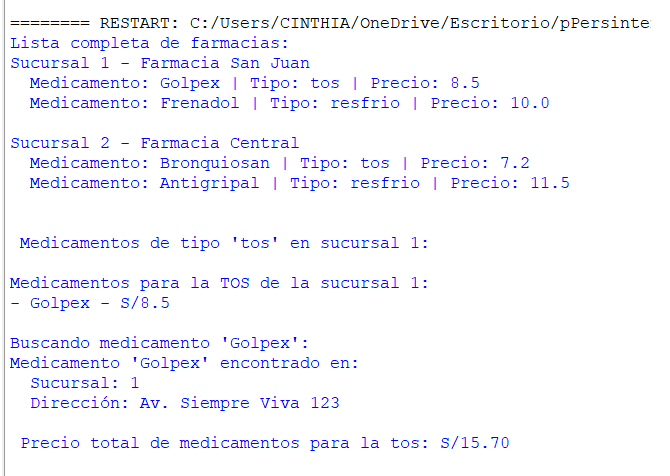 ======== RESTART: C:/Users/CINTHIA/OneDrive/Escritorio/pPersinte
Lista completa de farmacias:
Sucursal 1 - Farmacia San Juan
  Medicamento: Golpex | Tipo: tos | Precio: 8.5
  Medicamento: Frenadol | Tipo: resfrio | Precio: 10.0

Sucursal 2 - Farmacia Central
  Medicamento: Bronquiosan | Tipo: tos | Precio: 7.2
  Medicamento: Antigripal | Tipo: resfrio | Precio: 11.5

 Medicamentos de tipo 'tos' en sucursal 1:

Medicamentos para la TOS de la sucursal 1:
- Golpex - S/8.5

Buscando medicamento 'Golpex':
Medicamento 'Golpex' encontrado en:
  Sucursal: 1
  Dirección: Av. Siempre Viva 123

 Precio total de medicamentos para la tos: S/15.70